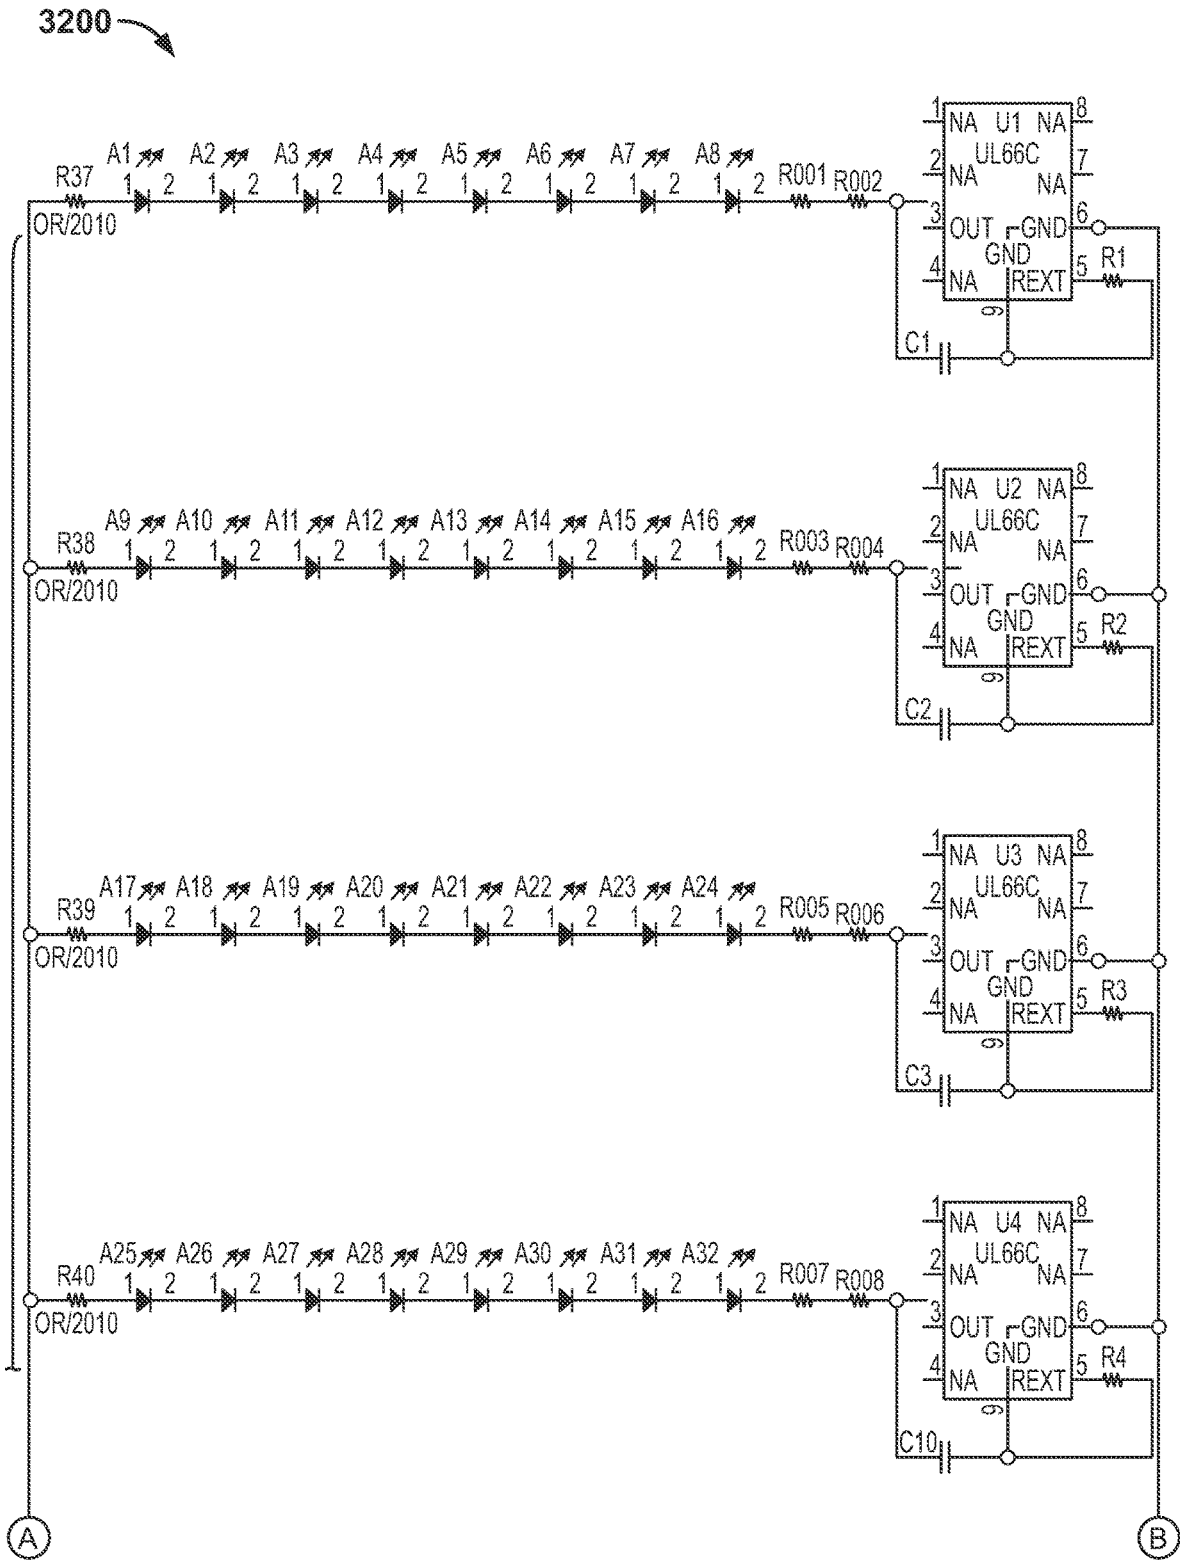 3200
A1 A2 A3 A4 A5 A6 A7 A8
R37 1 2 1 2 1 2 1 2 1 2 1 2 1 2 1 2 R001 R002
OR/2010
1 NA U1 NA 8
UL66C
2 NA NA 7
3 OUT GND 6
GND
4 NA REXT 5 R1
9
C1
A9 A10 A11 A12 A13 A14 A15 A16
R38 1 2 1 2 1 2 1 2 1 2 1 2 1 2 1 2 R003 R004
OR/2010
1 NA U2 NA 8
UL66C
2 NA NA 7
3 OUT GND 6
GND
4 NA REXT 5 R2
9
C2
A17 A18 A19 A20 A21 A22 A23 A24
R39 1 2 1 2 1 2 1 2 1 2 1 2 1 2 1 2 R005 R006
OR/2010
1 NA U3 NA 8
UL66C
2 NA NA 7
3 OUT GND 6
GND
4 NA REXT 5 R3
9
C3
A25 A26 A27 A28 A29 A30 A31 A32
R40 1 2 1 2 1 2 1 2 1 2 1 2 1 2 1 2 R007 R008
OR/2010
1 NA U4 NA 8
UL66C
2 NA NA 7
3 OUT GND 6
GND
4 NA REXT 5 R4
9
C10
A B